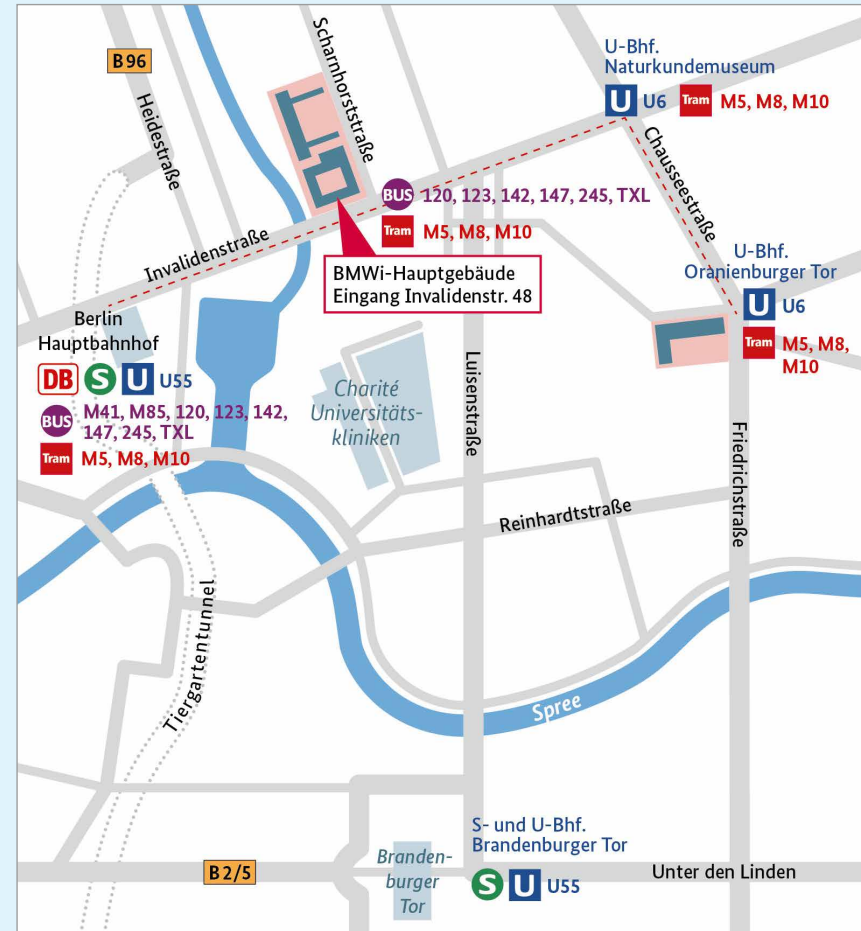 B 96
Heidestraße
Scharnhorststraße
U-Bhf.
Naturkundemuseum
U U6 Tram M5, M8, M10
Chausseestraße
BUS 120, 123, 142, 147, 245, TXL
Tram M5, M8, M10
Invalidenstraße
BMWi-Hauptgebäude
Eingang Invalidenstr. 48
U-Bhf.
Oranienburger Tor
U U6
Tram M5, M8,
M10
Berlin
Hauptbahnhof
DB S U U55
BUS M41, M85, 120, 123, 142,
147, 245, TXL
Tram M5, M8, M10
Charité
Universitäts-
kliniken
Luisenstraße
Friedrichstraße
Reinhardtstraße
Tiergartentunnel
Spree
S- und U-Bhf.
Brandenburger Tor
S U U55
Branden-
burger
Tor
B 2/5
Unter den Linden